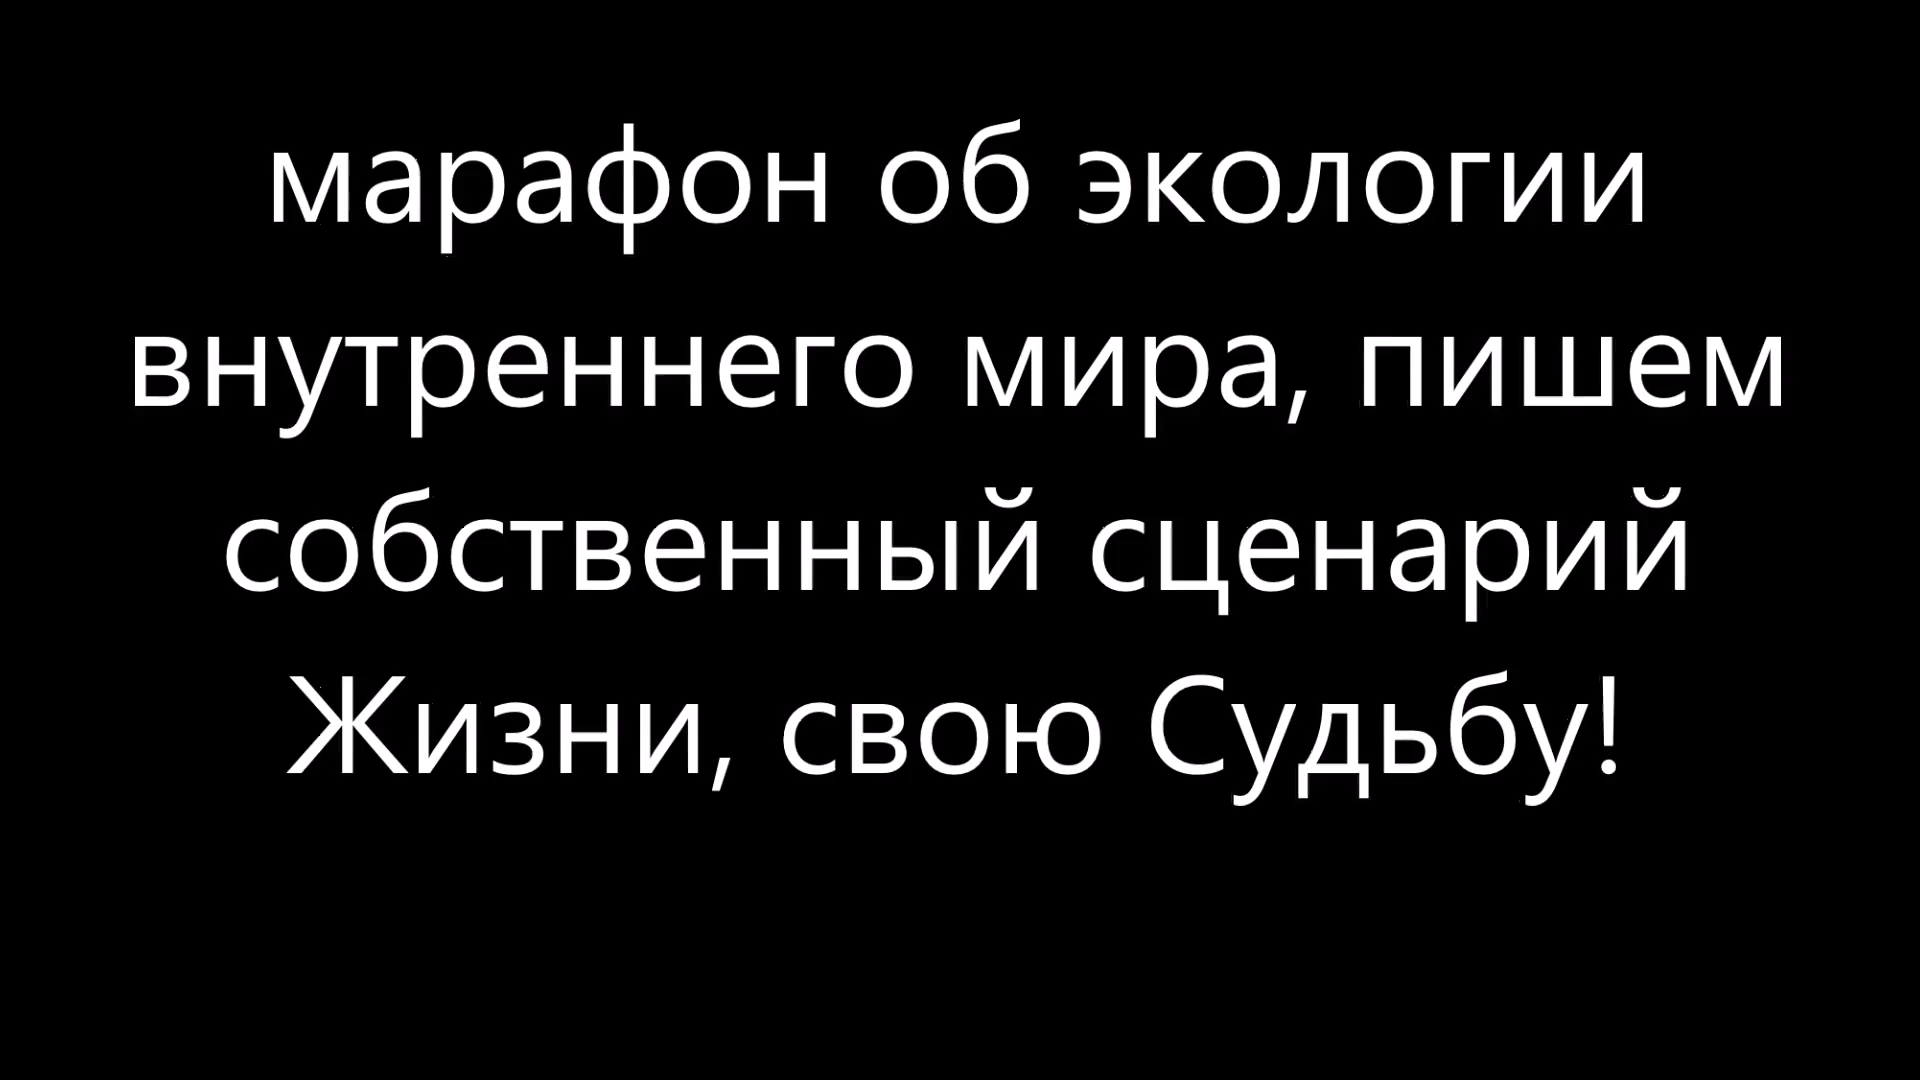 марафон об экологии
внутреннего мира, пишем
собственный сценарий
Жизни, свою Судьбу!